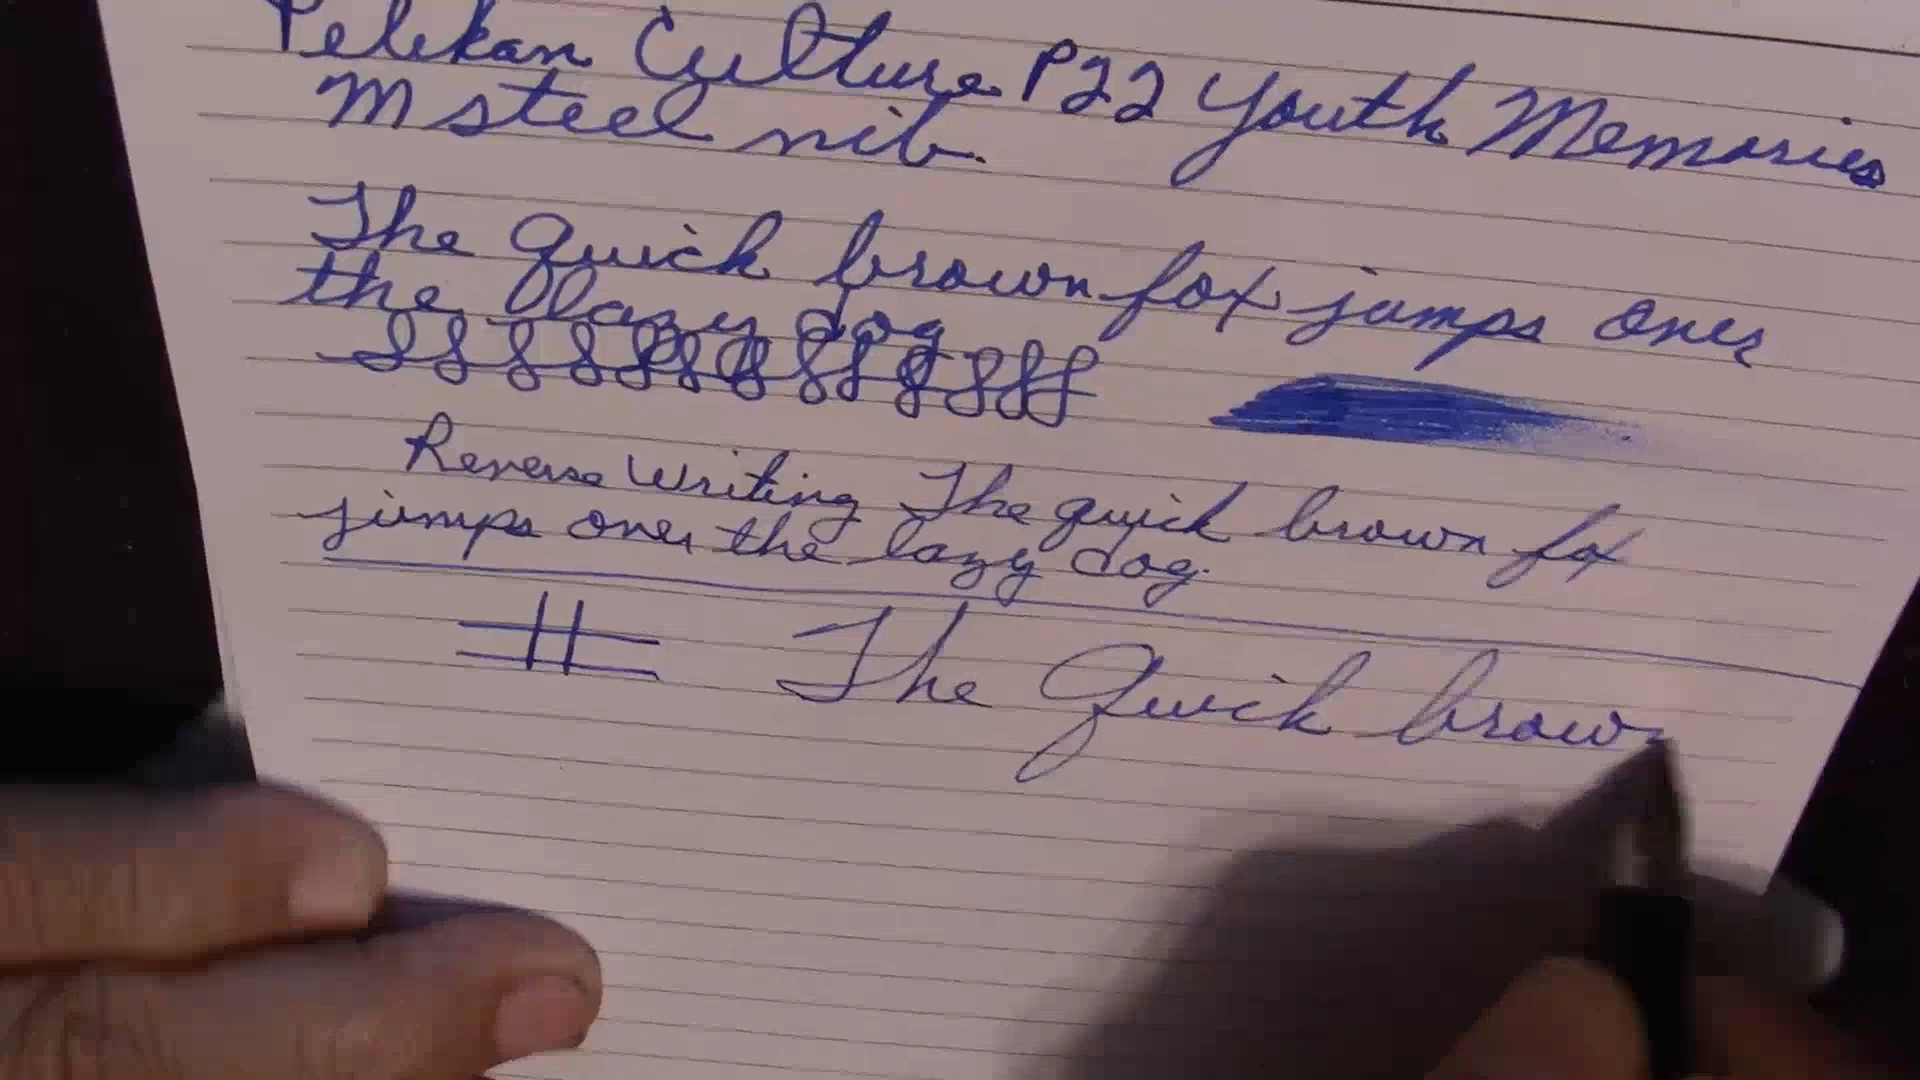 Pelikan Culture P22 Youth Memories
M steel nib.
The quick brown fox jumps over
the lazy dog
Reverse Writing The quick brown fox
jumps over the lazy dog.
The Quick brown